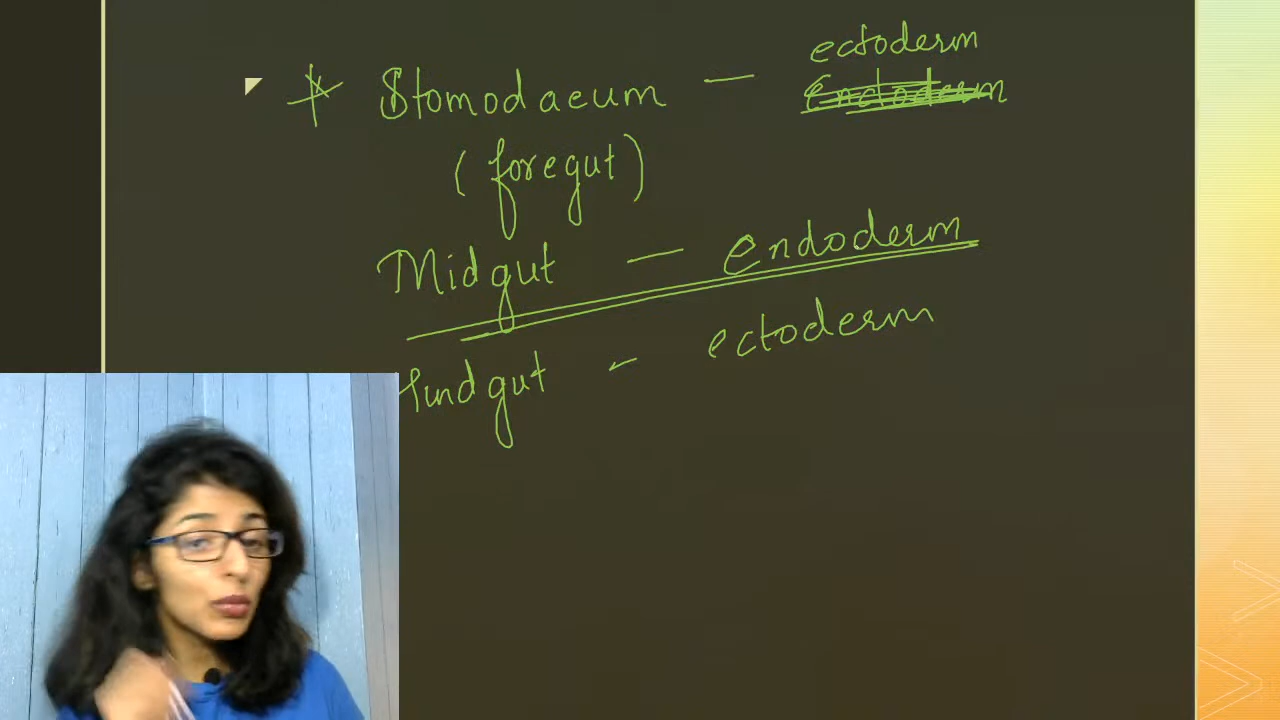 * Stomodaeum — ectoderm
Endoderm
(foregut)
Midgut — Endoderm
Hindgut - ectoderm